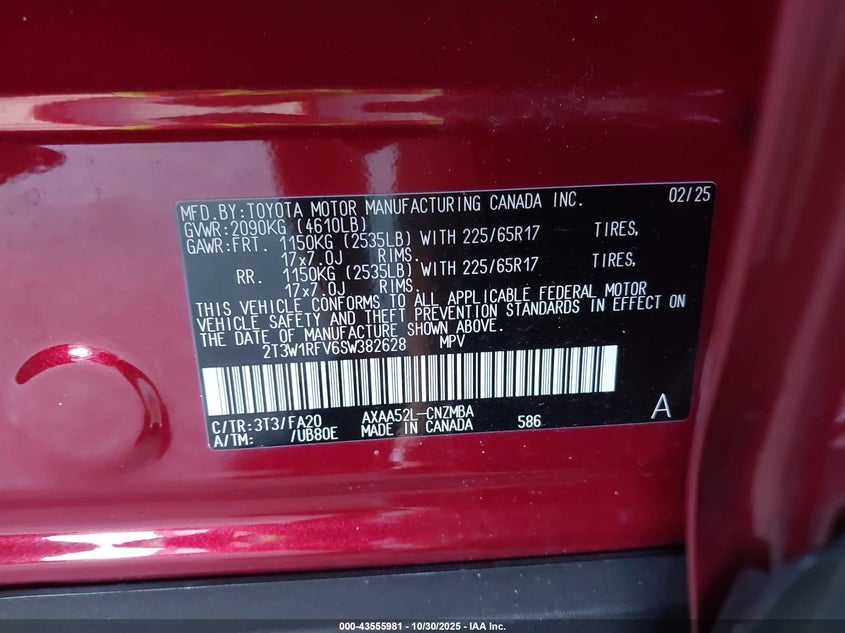 MFD.BY:TOYOTA MOTOR MANUFACTURING CANADA INC. 02/25
GVWR:2090KG (4610LB)
GAWR:FRT. 1150KG (2535LB) WITH 225/65R17 TIRES,
17x7.0J RIMS.
RR. 1150KG (2535LB) WITH 225/65R17 TIRES,
17x7.0J RIMS.
THIS VEHICLE CONFORMS TO ALL APPLICABLE FEDERAL MOTOR
VEHICLE SAFETY AND THEFT PREVENTION STANDARDS IN EFFECT ON
THE DATE OF MANUFACTURE SHOWN ABOVE.
2T3W1RFV6SW382628 MPV
C/TR:3T3/FA20 AXAA52L-CNZMBA 586 A
A/TM: /UB80E MADE IN CANADA
000-43555981 - 10/30/2025 - IAA Inc.